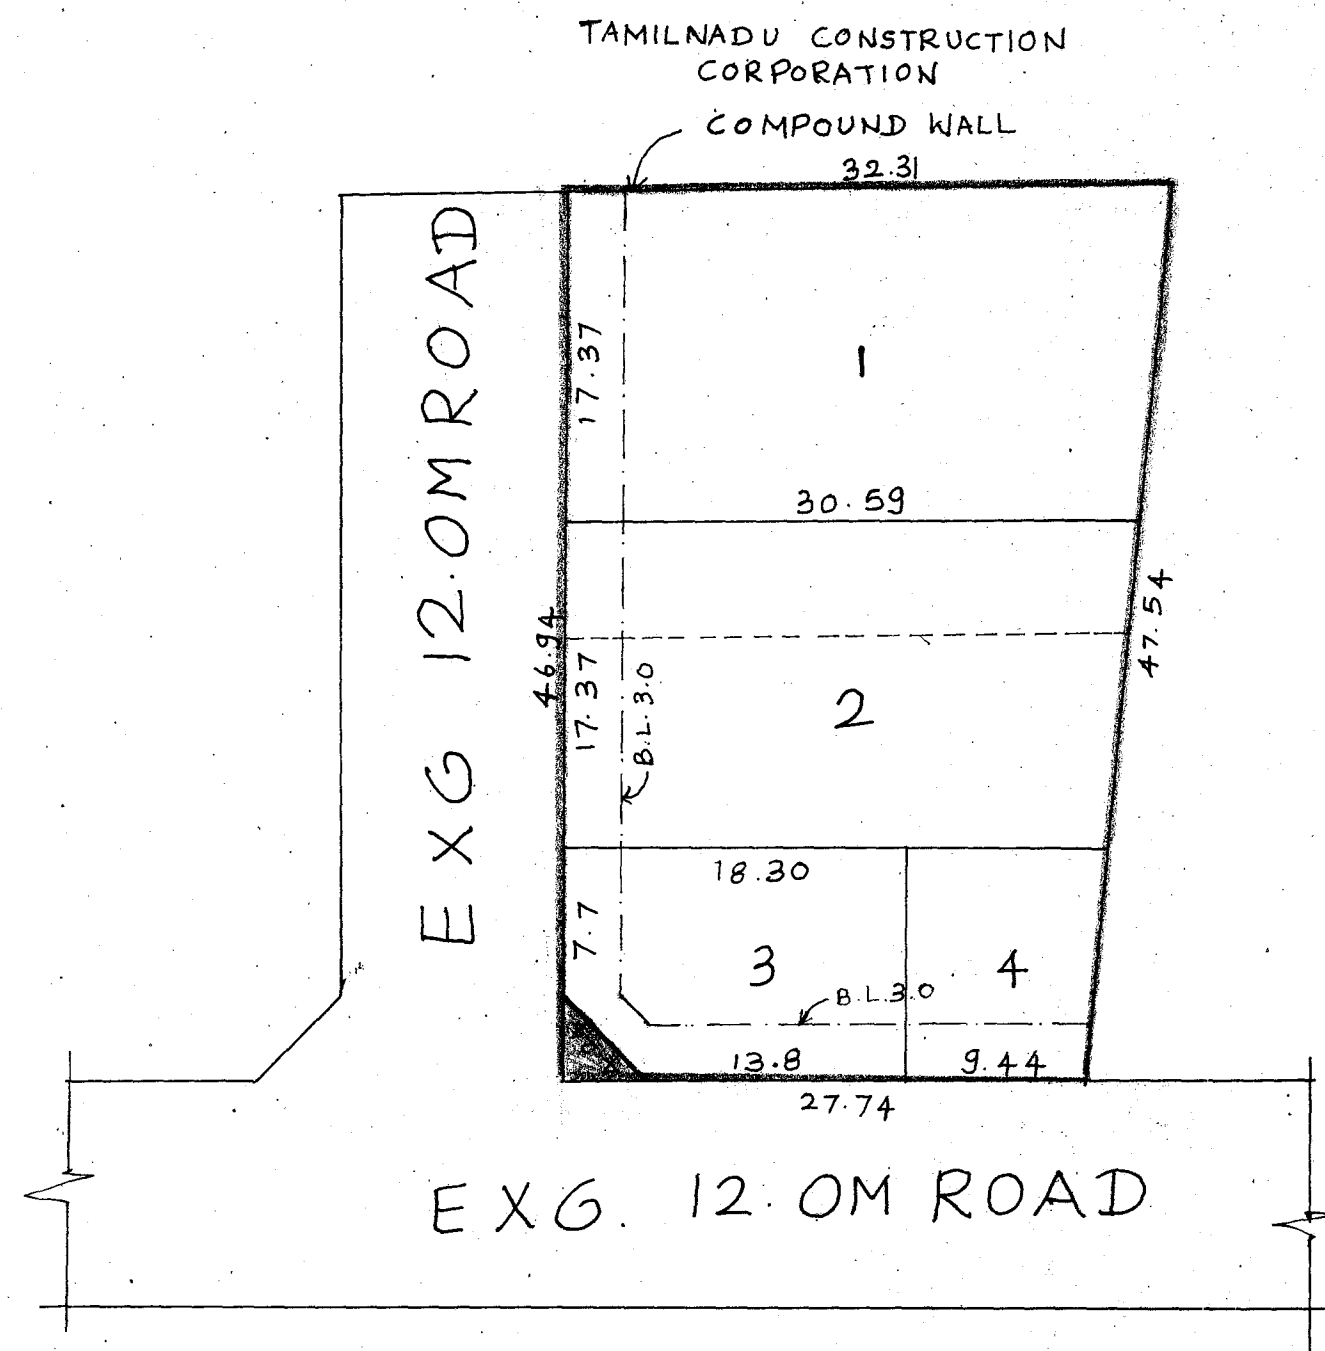 TAMILNADU CONSTRUCTION
CORPORATION
COMPOUND WALL
32.31
EXG 12.0M ROAD
17.37
1
30.59
46.94
47.54
17.37
B.L.3.0
2
18.30
7.7
3
4
B.L.3.0
13.8
9.44
27.74
EXG. 12.0M ROAD